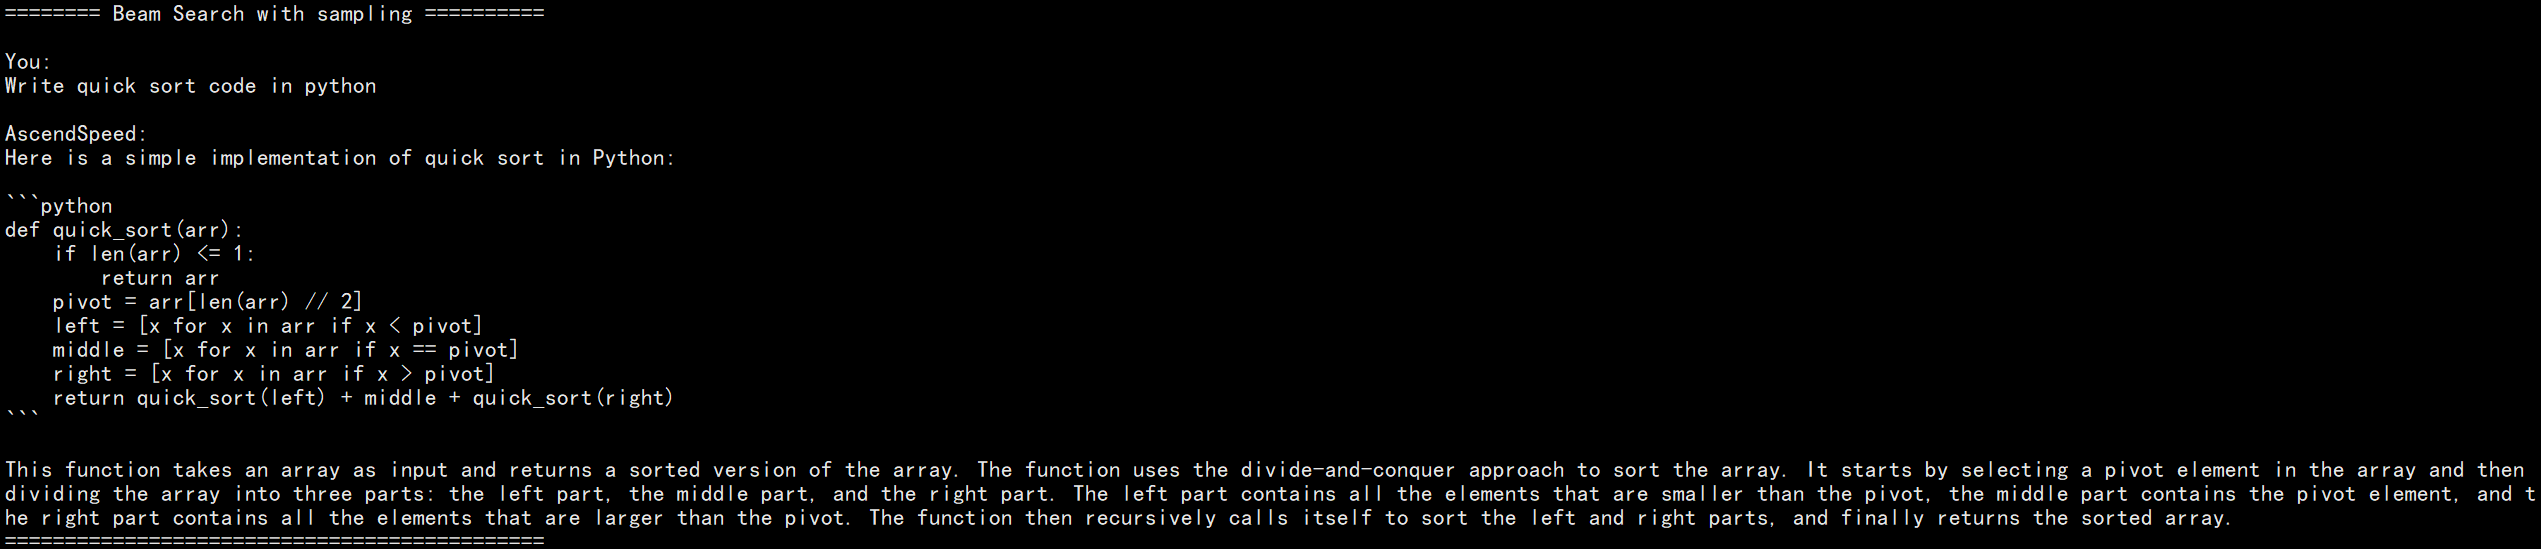 ======== Beam Search with sampling ==========
You:
Write quick sort code in python
AscendSpeed:
Here is a simple implementation of quick sort in Python:
```python
def quick_sort(arr):
    if len(arr) <= 1:
        return arr
    pivot = arr[len(arr) // 2]
    left = [x for x in arr if x < pivot]
    middle = [x for x in arr if x == pivot]
    right = [x for x in arr if x > pivot]
    return quick_sort(left) + middle + quick_sort(right)
```
This function takes an array as input and returns a sorted version of the array. The function uses the divide-and-conquer approach to sort the array. It starts by selecting a pivot element in the array and then
dividing the array into three parts: the left part, the middle part, and the right part. The left part contains all the elements that are smaller than the pivot, the middle part contains the pivot element, and t
he right part contains all the elements that are larger than the pivot. The function then recursively calls itself to sort the left and right parts, and finally returns the sorted array.
=============================================